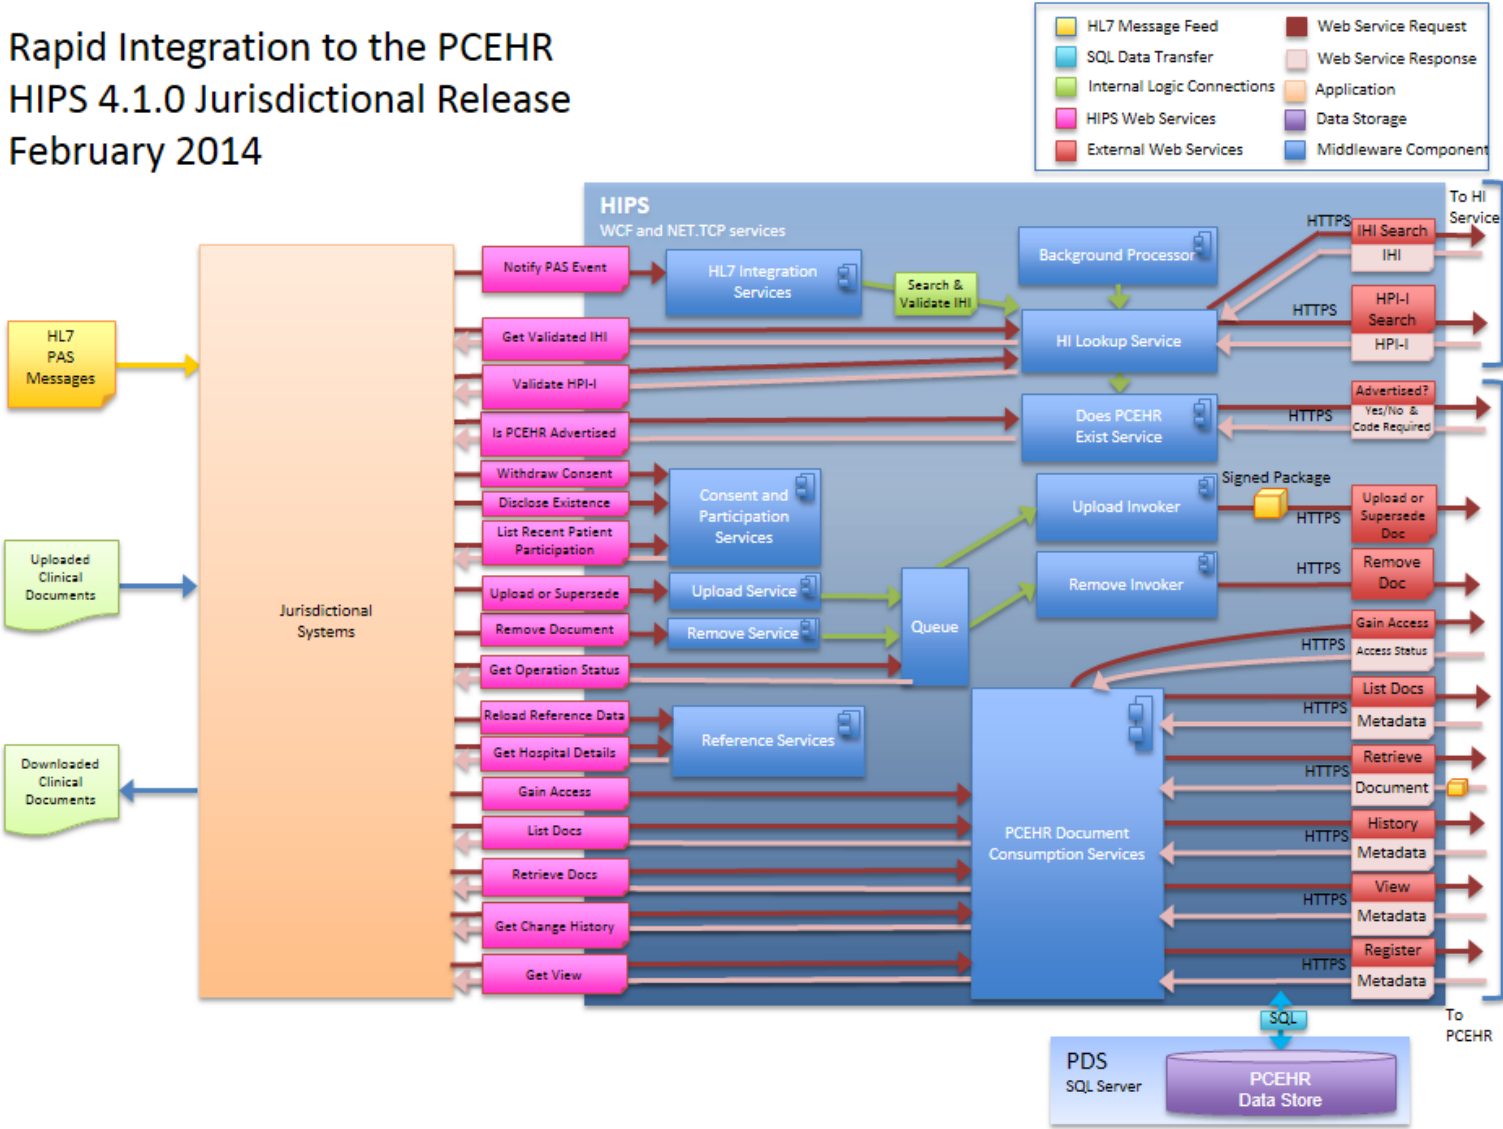 Rapid Integration to the PCEHR
HIPS 4.1.0 Jurisdictional Release
February 2014
HL7 Message Feed
SQL Data Transfer
Internal Logic Connections
HIPS Web Services
External Web Services
Web Service Request
Web Service Response
Application
Data Storage
Middleware Component
HL7
PAS
Messages
Uploaded
Clinical
Documents
Downloaded
Clinical
Documents
Jurisdictional
Systems
Notify PAS Event
Get Validated IHI
Validate HPI-I
Is PCEHR Advertised
Withdraw Consent
Disclose Existence
List Recent Patient
Participation
Upload or Supersede
Remove Document
Get Operation Status
Reload Reference Data
Get Hospital Details
Gain Access
List Docs
Retrieve Docs
Get Change History
Get View
HIPS
WCF and NET.TCP services
HL7 Integration
Services
Search &
Validate IHI
Background Processor
HI Lookup Service
Does PCEHR
Exist Service
Consent and
Participation
Services
Upload Service
Remove Service
Queue
Upload Invoker
Remove Invoker
Reference Services
PCEHR Document
Consumption Services
To HI
Service
HTTPS
IHI Search
IHI
HTTPS
HPI-I
Search
HPI-I
HTTPS
Advertised?
Yes/No &
Code Required
Signed Package
HTTPS
Upload or
Supersede
Doc
HTTPS
Remove
Doc
HTTPS
Gain Access
Access Status
HTTPS
List Docs
Metadata
HTTPS
Retrieve
Document
HTTPS
History
Metadata
HTTPS
View
Metadata
HTTPS
Register
Metadata
To
PCEHR
SQL
PDS
SQL Server
PCEHR
Data Store